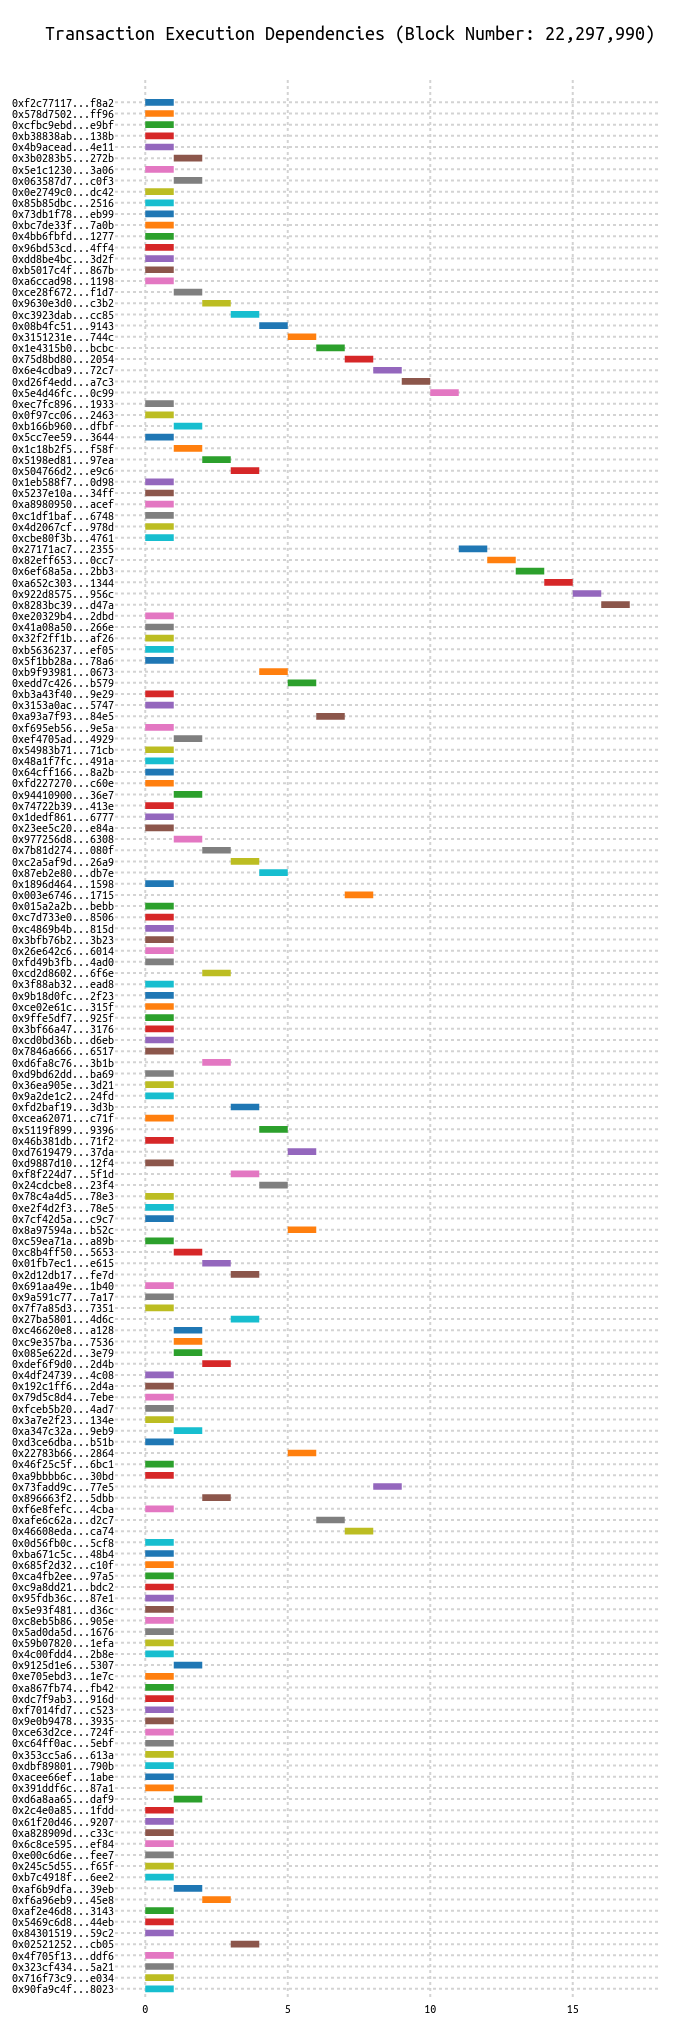 Transaction Execution Dependencies (Block Number: 22,297,990)
0xf2c77117...f8a2
0x578d7502...ff96
0xcfbc9ebd...e9bf
0xb38838ab...138b
0x4b9acead...4e11
0x3b0283b5...272b
0x5e1c1230...3a06
0x063587d7...c0f3
0x0e2749c0...dc42
0x85b85dbc...2516
0x73db1f78...eb99
0xbc7de33f...7a0b
0x4bb6fbfd...1277
0x96bd53cd...4ff4
0xdd8be4bc...3d2f
0xb5017c4f...867b
0xa6ccad98...1198
0xce28f672...f1d7
0x9630e3d0...c3b2
0xc3923dab...cc85
0x08b4fc51...9143
0x3151231e...744c
0x1e4315b0...bcbc
0x75d8bd80...2054
0x6e4cdba9...72c7
0xd26f4edd...a7c3
0x5e4d46fc...0c99
0xec7fc896...1933
0x0f97cc06...2463
0xb166b960...dfbf
0x5cc7ee59...3644
0x1c18b2f5...f58f
0x5198ed81...97ea
0x504766d2...e9c6
0x1eb588f7...0d98
0x5237e10a...34ff
0xa8980950...acef
0xc1df1baf...6748
0x4d2067cf...978d
0xcbe80f3b...4761
0x27171ac7...2355
0x82eff653...0cc7
0x6ef68a5a...2bb3
0xa652c303...1344
0x922d8575...956c
0x8283bc39...d47a
0xe20329b4...2dbd
0x41a08a50...266e
0x32f2ff1b...af26
0xb5636237...ef05
0x5f1bb28a...78a6
0xb9f93981...0673
0xedd7c426...b579
0xb3a43f40...9e29
0x3153a0ac...5747
0xa93a7f93...84e5
0xf695eb56...9e5a
0xef4705ad...4929
0x54983b71...71cb
0x48a1f7fc...491a
0x64cff166...8a2b
0xfd227270...c60e
0x94410900...36e7
0x74722b39...413e
0x1dedf861...6777
0x23ee5c20...e84a
0x977256d8...6308
0x7b81d274...080f
0xc2a5af9d...26a9
0x87eb2e80...db7e
0x1896d464...1598
0x003e6746...1715
0x015a2a2b...bebb
0xc7d733e0...8506
0xc4869b4b...815d
0x3bfb76b2...3b23
0x26e642c6...6014
0xfd49b3fb...4ad0
0xcd2d8602...6f6e
0x3f88ab32...ead8
0x9b18d0fc...2f23
0xce02e61c...315f
0x9ffe5df7...925f
0x3bf66a47...3176
0xcd0bd36b...d6eb
0x7846a666...6517
0xd6fa8c76...3b1b
0xd9bd62dd...ba69
0x36ea905e...3d21
0x9a2de1c2...24fd
0xfd2baf19...3d3b
0xcea62071...c71f
0x5119f899...9396
0x46b381db...71f2
0xd7619479...37da
0xd9887d10...12f4
0xf8f224d7...5f1d
0x24cdcbe8...23f4
0x78c4a4d5...78e3
0xe2f4d2f3...78e5
0x7cf42d5a...c9c7
0x8a97594a...b52c
0xc59ea71a...a89b
0xc8b4ff50...5653
0x01fb7ec1...e615
0x2d12db17...fe7d
0x691aa49e...1b40
0x9a591c77...7a17
0x7f7a85d3...7351
0x27ba5801...4d6c
0xc46620e8...a128
0xc9e357ba...7536
0x085e622d...3e79
0xdef6f9d0...2d4b
0x4df24739...4c08
0x192c1ff6...2d4a
0x79d5c8d4...7ebe
0xfceb5b20...4ad7
0x3a7e2f23...134e
0xa347c32a...9eb9
0xd3ce6dba...b51b
0x22783b66...2864
0x46f25c5f...6bc1
0xa9bbbb6c...30bd
0x73fadd9c...77e5
0x896663f2...5dbb
0xf6e8fefc...4cba
0xafe6c62a...d2c7
0x46608eda...ca74
0x0d56fb0c...5cf8
0xba671c5c...48b4
0x685f2d32...c10f
0xca4fb2ee...97a5
0xc9a8dd21...bdc2
0x95fdb36c...87e1
0x5e93f481...d36c
0xc8eb5b86...905e
0x5ad0da5d...1676
0x59b07820...1efa
0x4c00fdd4...2b8e
0x9125d1e6...5307
0xe705ebd3...1e7c
0xa867fb74...fb42
0xdc7f9ab3...916d
0xf7014fd7...c523
0x9e0b9478...3935
0xce63d2ce...724f
0xc64ff0ac...5ebf
0x353cc5a6...613a
0xdbf89801...790b
0xacee66ef...1abe
0x391ddf6c...87a1
0xd6a8aa65...daf9
0x2c4e0a85...1fdd
0x61f20d46...9207
0xa828909d...c33c
0x6c8ce595...ef84
0xe00c6d6e...fee7
0x245c5d55...f65f
0xb7c4918f...6ee2
0xaf6b9dfa...39eb
0xf6a96eb9...45e8
0xaf2e46d8...3143
0x5469c6d8...44eb
0x84301519...59c2
0x02521252...cb05
0x4f705f13...ddf6
0x323cf434...5a21
0x716f73c9...e034
0x90fa9c4f...8023
0 5 10 15